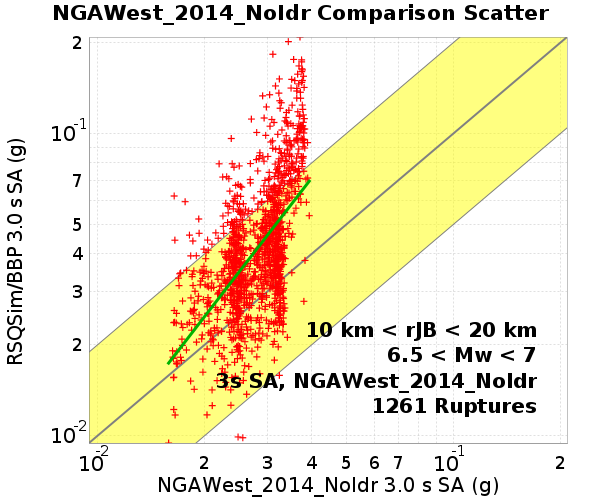 NGAWest_2014_NoIdr Comparison Scatter
2
10-1
7
5
4
3
2
10-2
RSQSim/BBP 3.0 s SA (g)
10 km < rJB < 20 km
6.5 < Mw < 7
3s SA, NGAWest_2014_NoIdr
1261 Ruptures
10-2 2 3 4 5 6 7 10-1 2
NGAWest_2014_NoIdr 3.0 s SA (g)